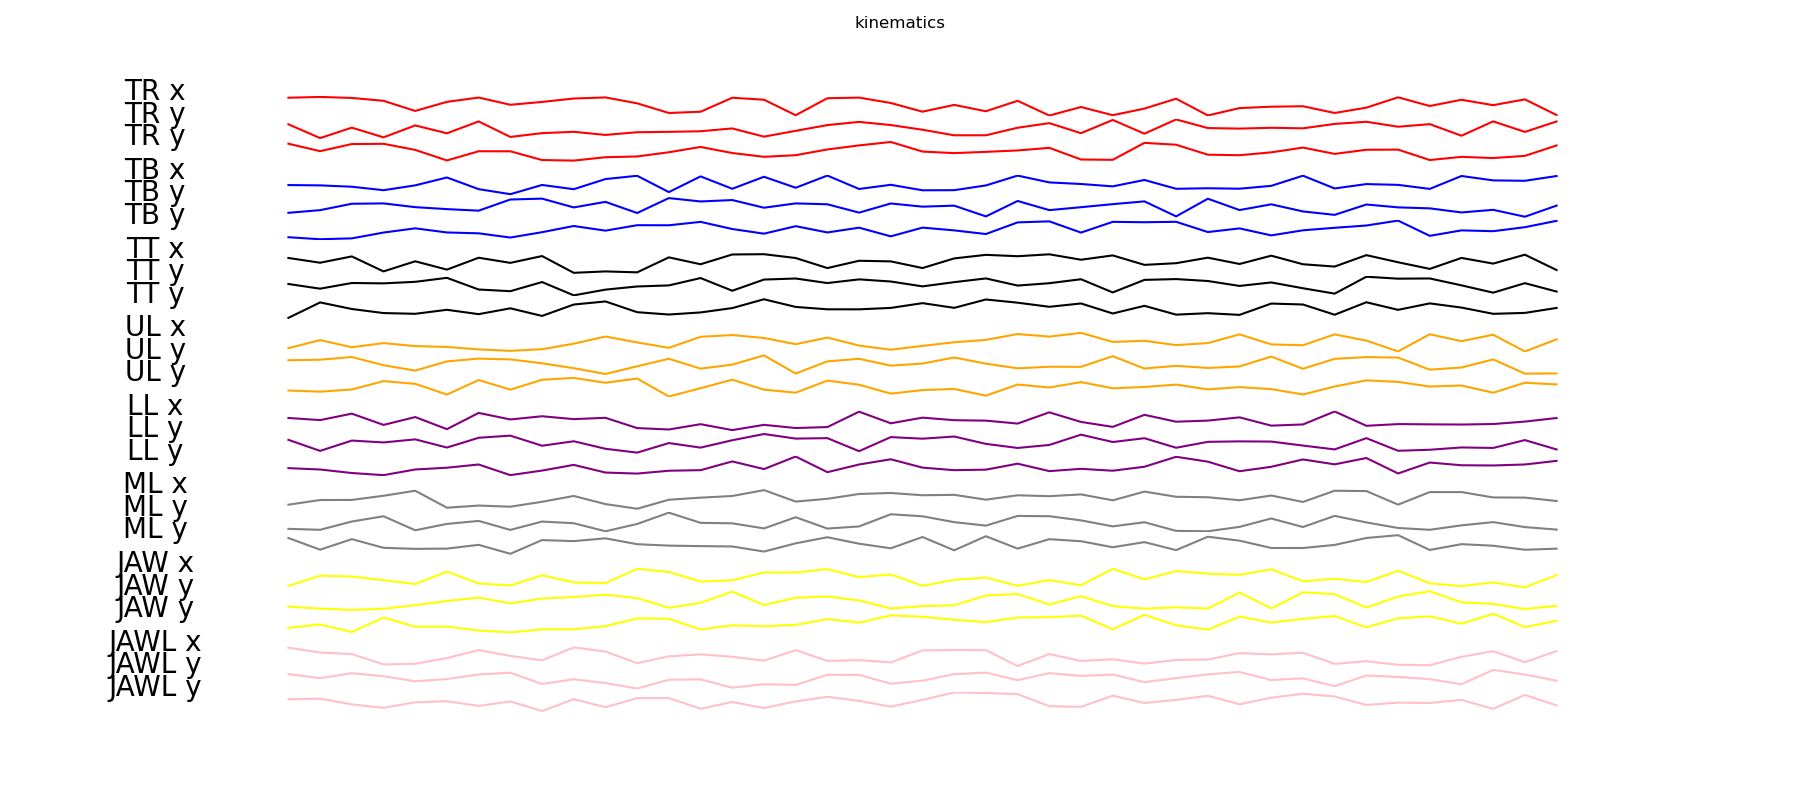 kinematics
TR x
TR y
TR y
TB x
TB y
TB y
TT x
TT y
TT y
UL x
UL y
UL y
LL x
LL y
LL y
ML x
ML y
ML y
JAW x
JAW y
JAW y
JAWL x
JAWL y
JAWL y